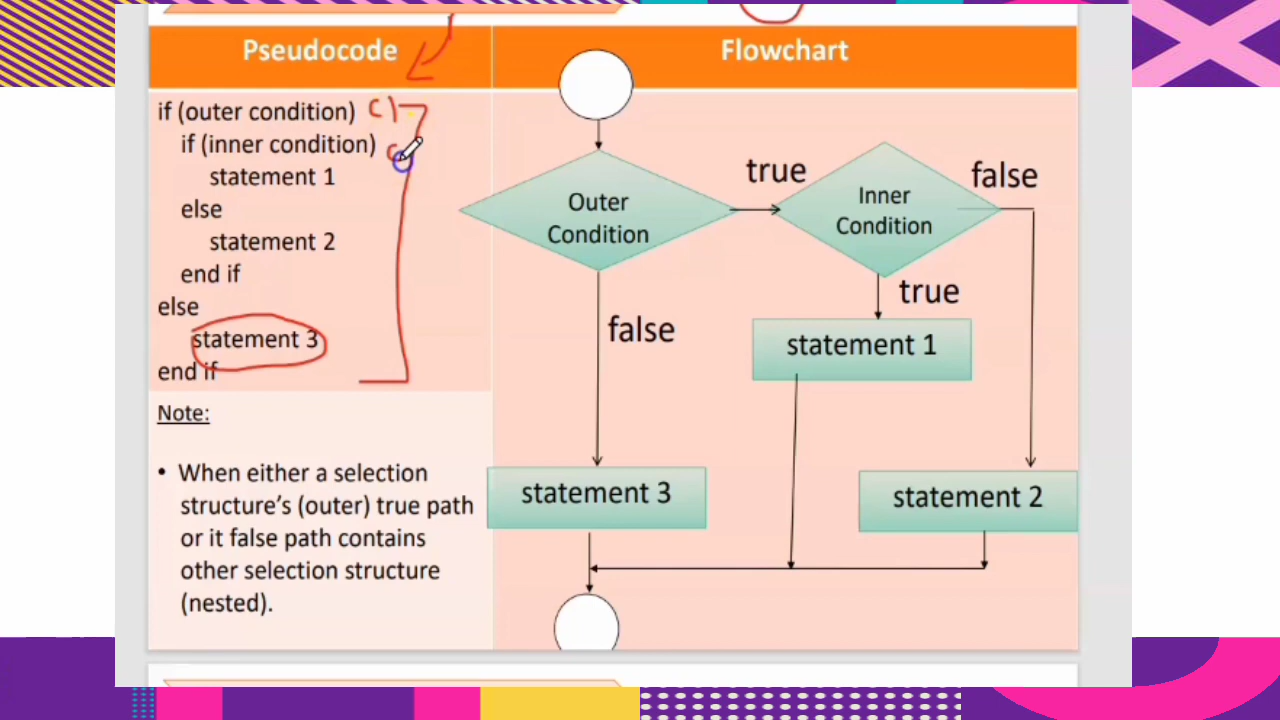 Pseudocode
Flowchart
if (outer condition)
if (inner condition)
statement 1
else
statement 2
end if
else
statement 3
end if
Note:
• When either a selection
structure's (outer) true path
or it false path contains
other selection structure
(nested).
Outer
Condition
true
Inner
Condition
false
true
statement 1
false
statement 3
statement 2